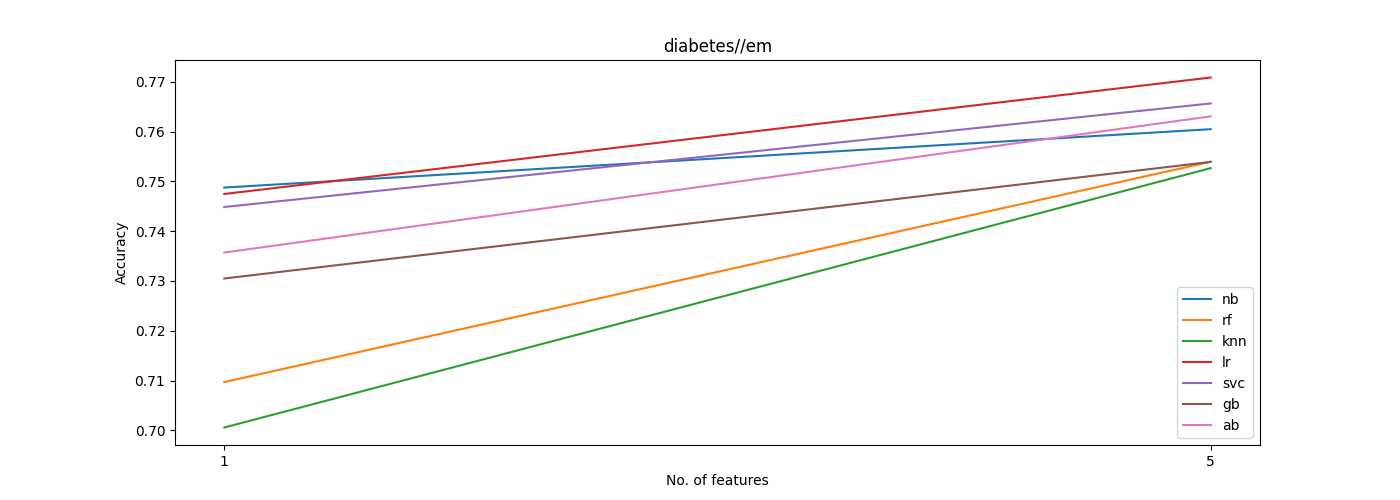 diabetes//em
Accuracy
0.77
0.76
0.75
0.74
0.73
0.72
0.71
0.70
1
5
No. of features
nb
rf
knn
lr
svc
gb
ab